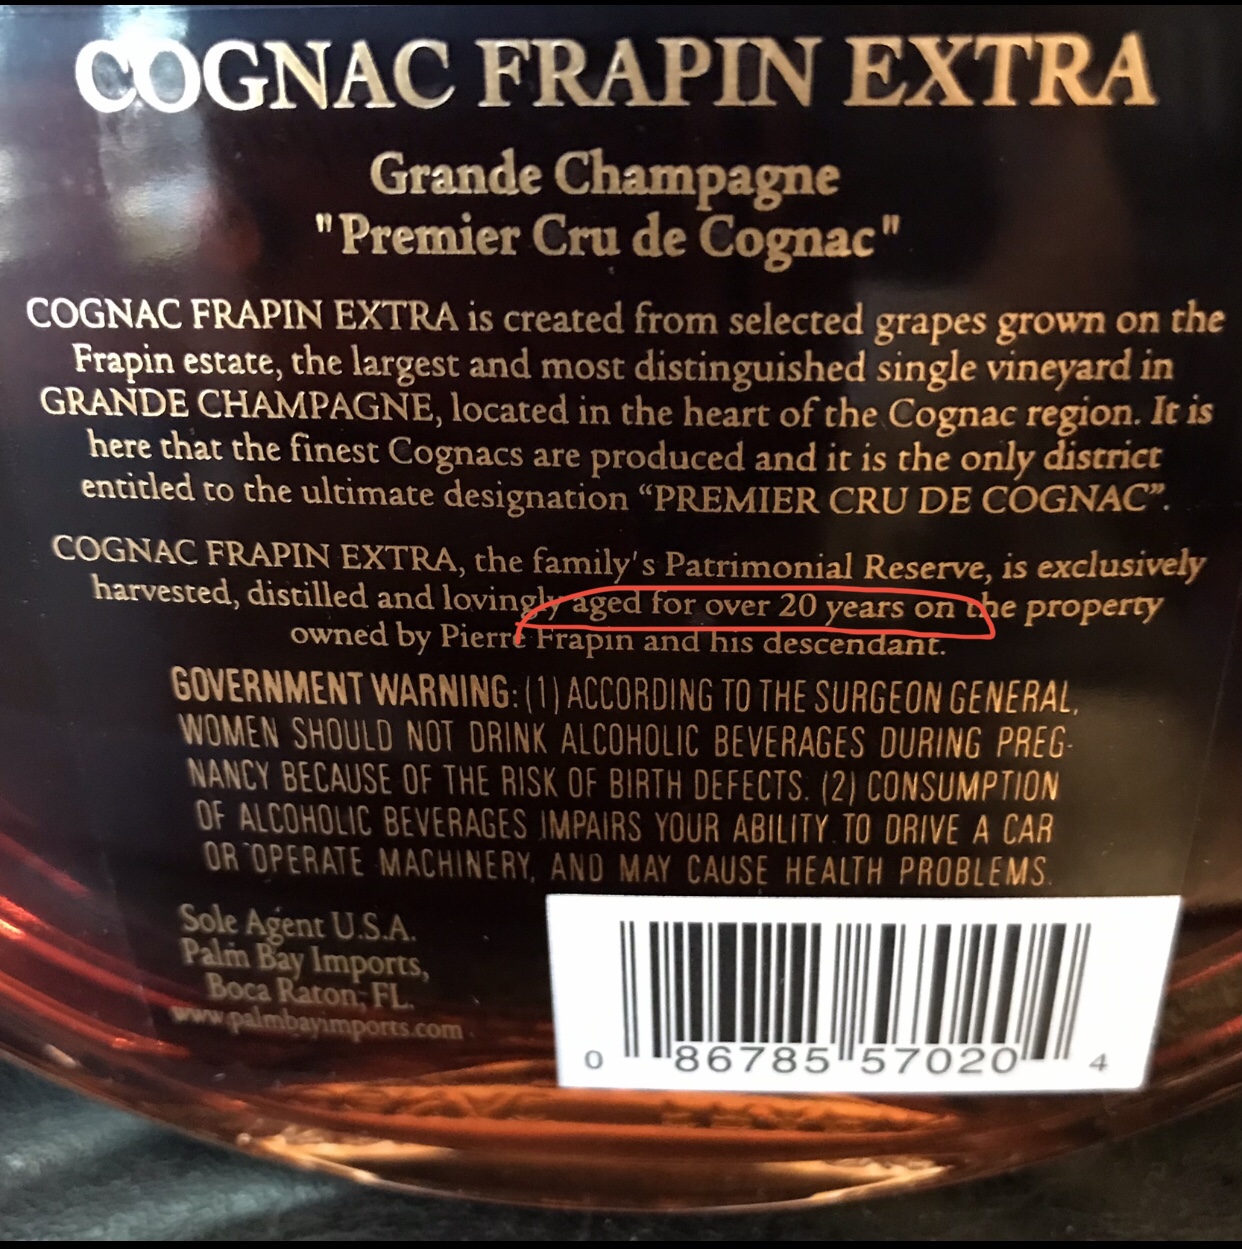 COGNAC FRAPIN EXTRA
Grande Champagne
"Premier Cru de Cognac"
COGNAC FRAPIN EXTRA is created from selected grapes grown on the
Frapin estate, the largest and most distinguished single vineyard in
GRANDE CHAMPAGNE, located in the heart of the Cognac region. It is
here that the finest Cognacs are produced and it is the only district
entitled to the ultimate designation “PREMIER CRU DE COGNAC”.
COGNAC FRAPIN EXTRA, the family's Patrimonial Reserve, is exclusively
harvested, distilled and lovingly aged for over 20 years on the property
owned by Pierre Frapin and his descendant.
GOVERNMENT WARNING: (1) ACCORDING TO THE SURGEON GENERAL,
WOMEN SHOULD NOT DRINK ALCOHOLIC BEVERAGES DURING PREG-
NANCY BECAUSE OF THE RISK OF BIRTH DEFECTS. (2) CONSUMPTION
OF ALCOHOLIC BEVERAGES IMPAIRS YOUR ABILITY TO DRIVE A CAR
OR OPERATE MACHINERY, AND MAY CAUSE HEALTH PROBLEMS.
Sole Agent U.S.A.
Palm Bay Imports,
Boca Raton, FL.
www.palmbayimports.com
0 86785 57020 4